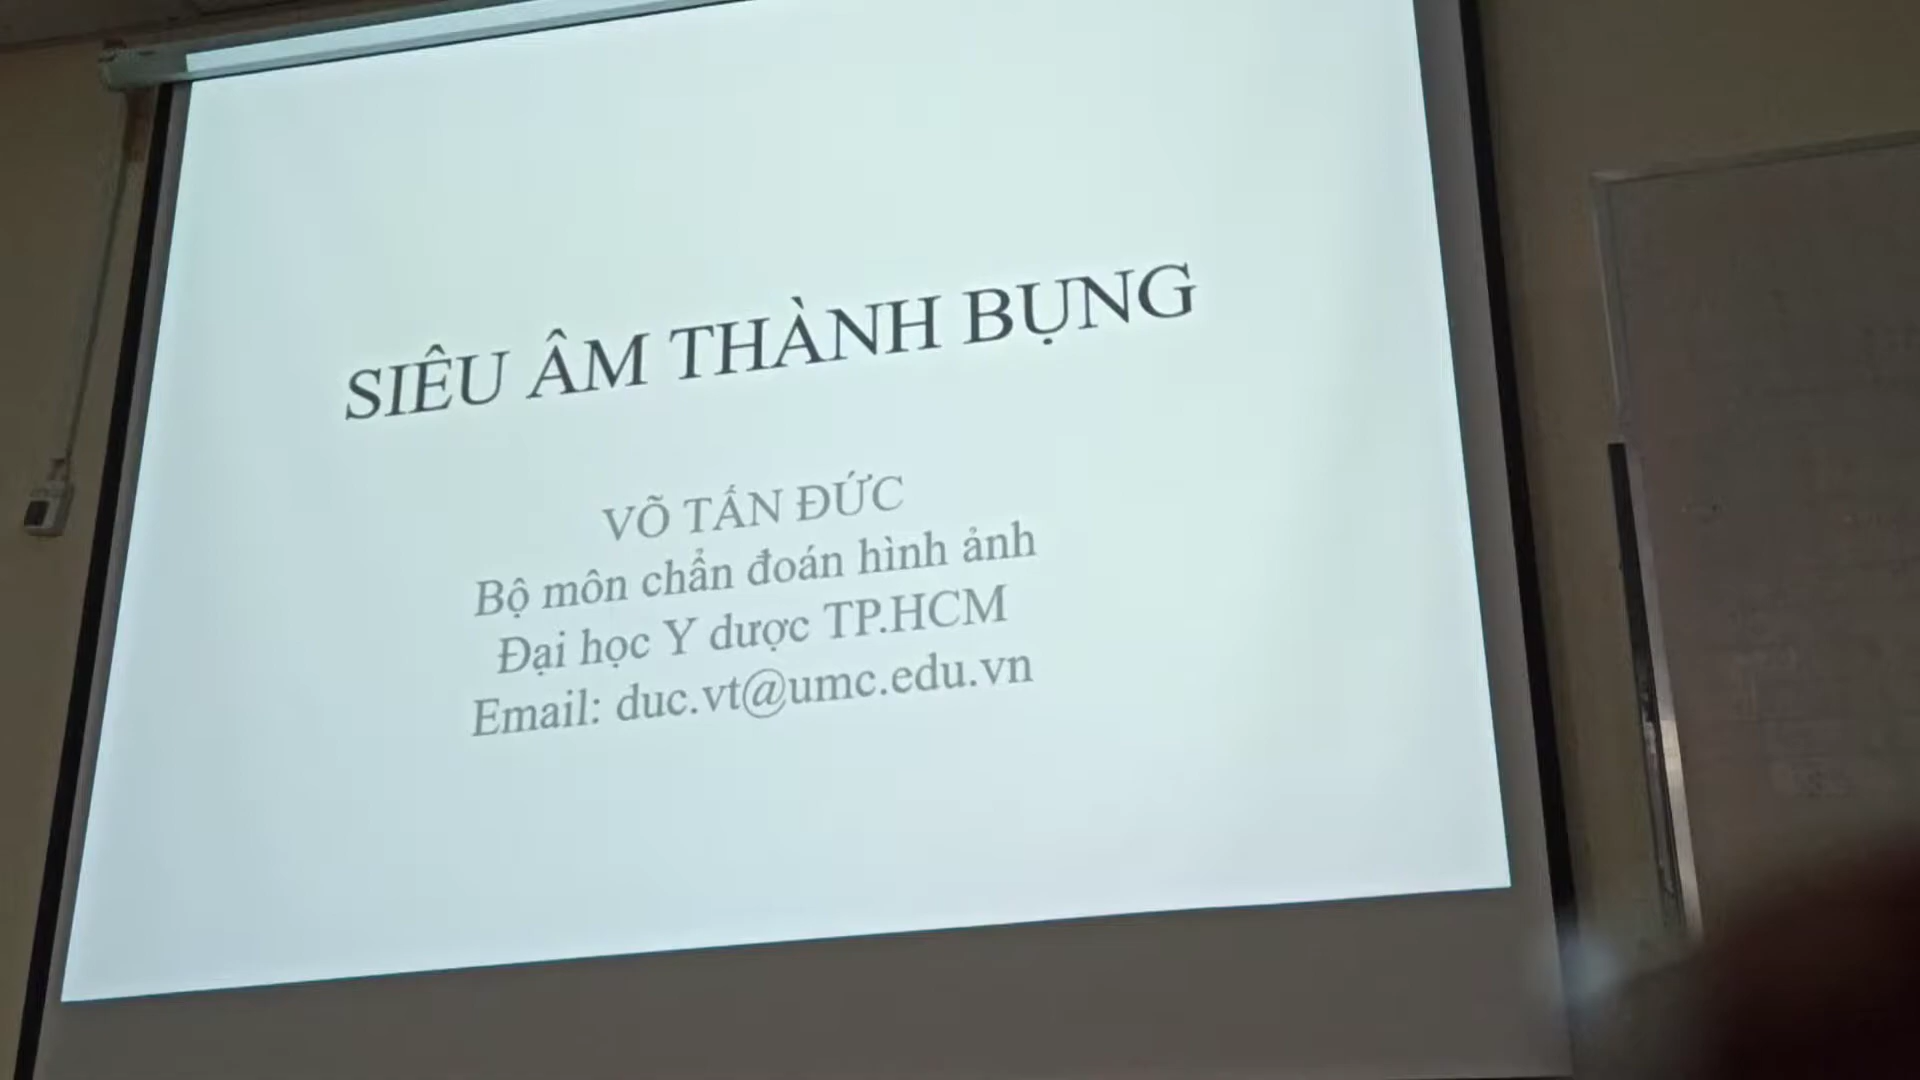 SIÊU ÂM THÀNH BỤNG
VÕ TẤN ĐỨC
Bộ môn chẩn đoán hình ảnh
Đại học Y dược TP.HCM
Email: duc.vt@umc.edu.vn